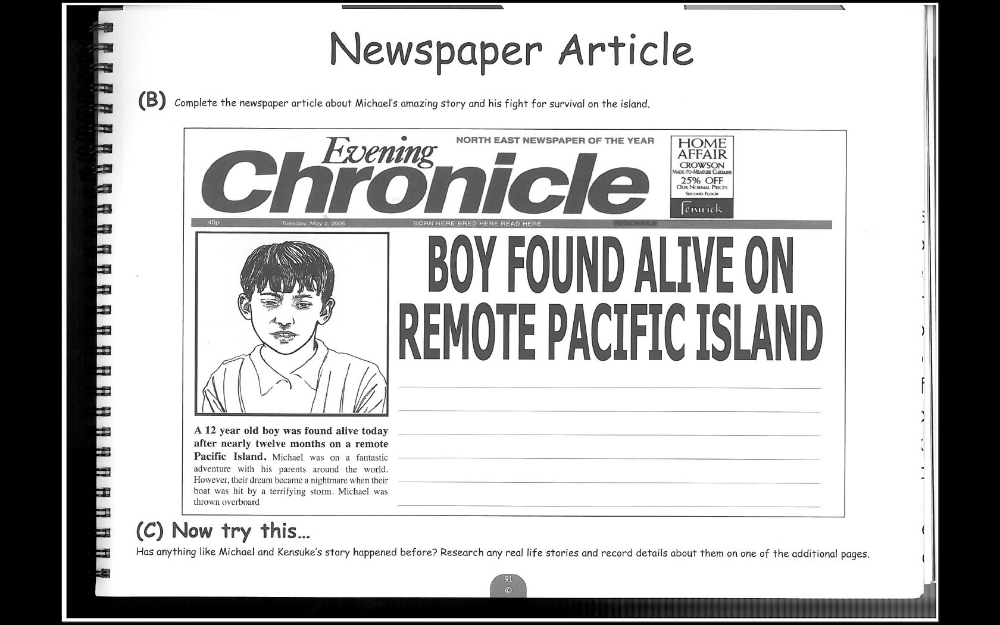 Newspaper Article
(B) Complete the newspaper article about Michael's amazing story and his fight for survival on the island.
NORTH EAST NEWSPAPER OF THE YEAR
Evening
Chronicle
HOME
AFFAIR
CROWSON
MADE-TO-MEASURE CURTAINS
25% OFF
OUR NORMAL PRICES
SECOND FLOOR
Fenwick
40p Tuesday, May 2, 2006 BORN HERE BRED HERE READ HERE REGIONWIDE
BOY FOUND ALIVE ON
REMOTE PACIFIC ISLAND
A 12 year old boy was found alive today
after nearly twelve months on a remote
Pacific Island. Michael was on a fantastic
adventure with his parents around the world.
However, their dream became a nightmare when their
boat was hit by a terrifying storm. Michael was
thrown overboard
(C) Now try this...
Has anything like Michael and Kensuke's story happened before? Research any real life stories and record details about them on one of the additional pages.
91
©